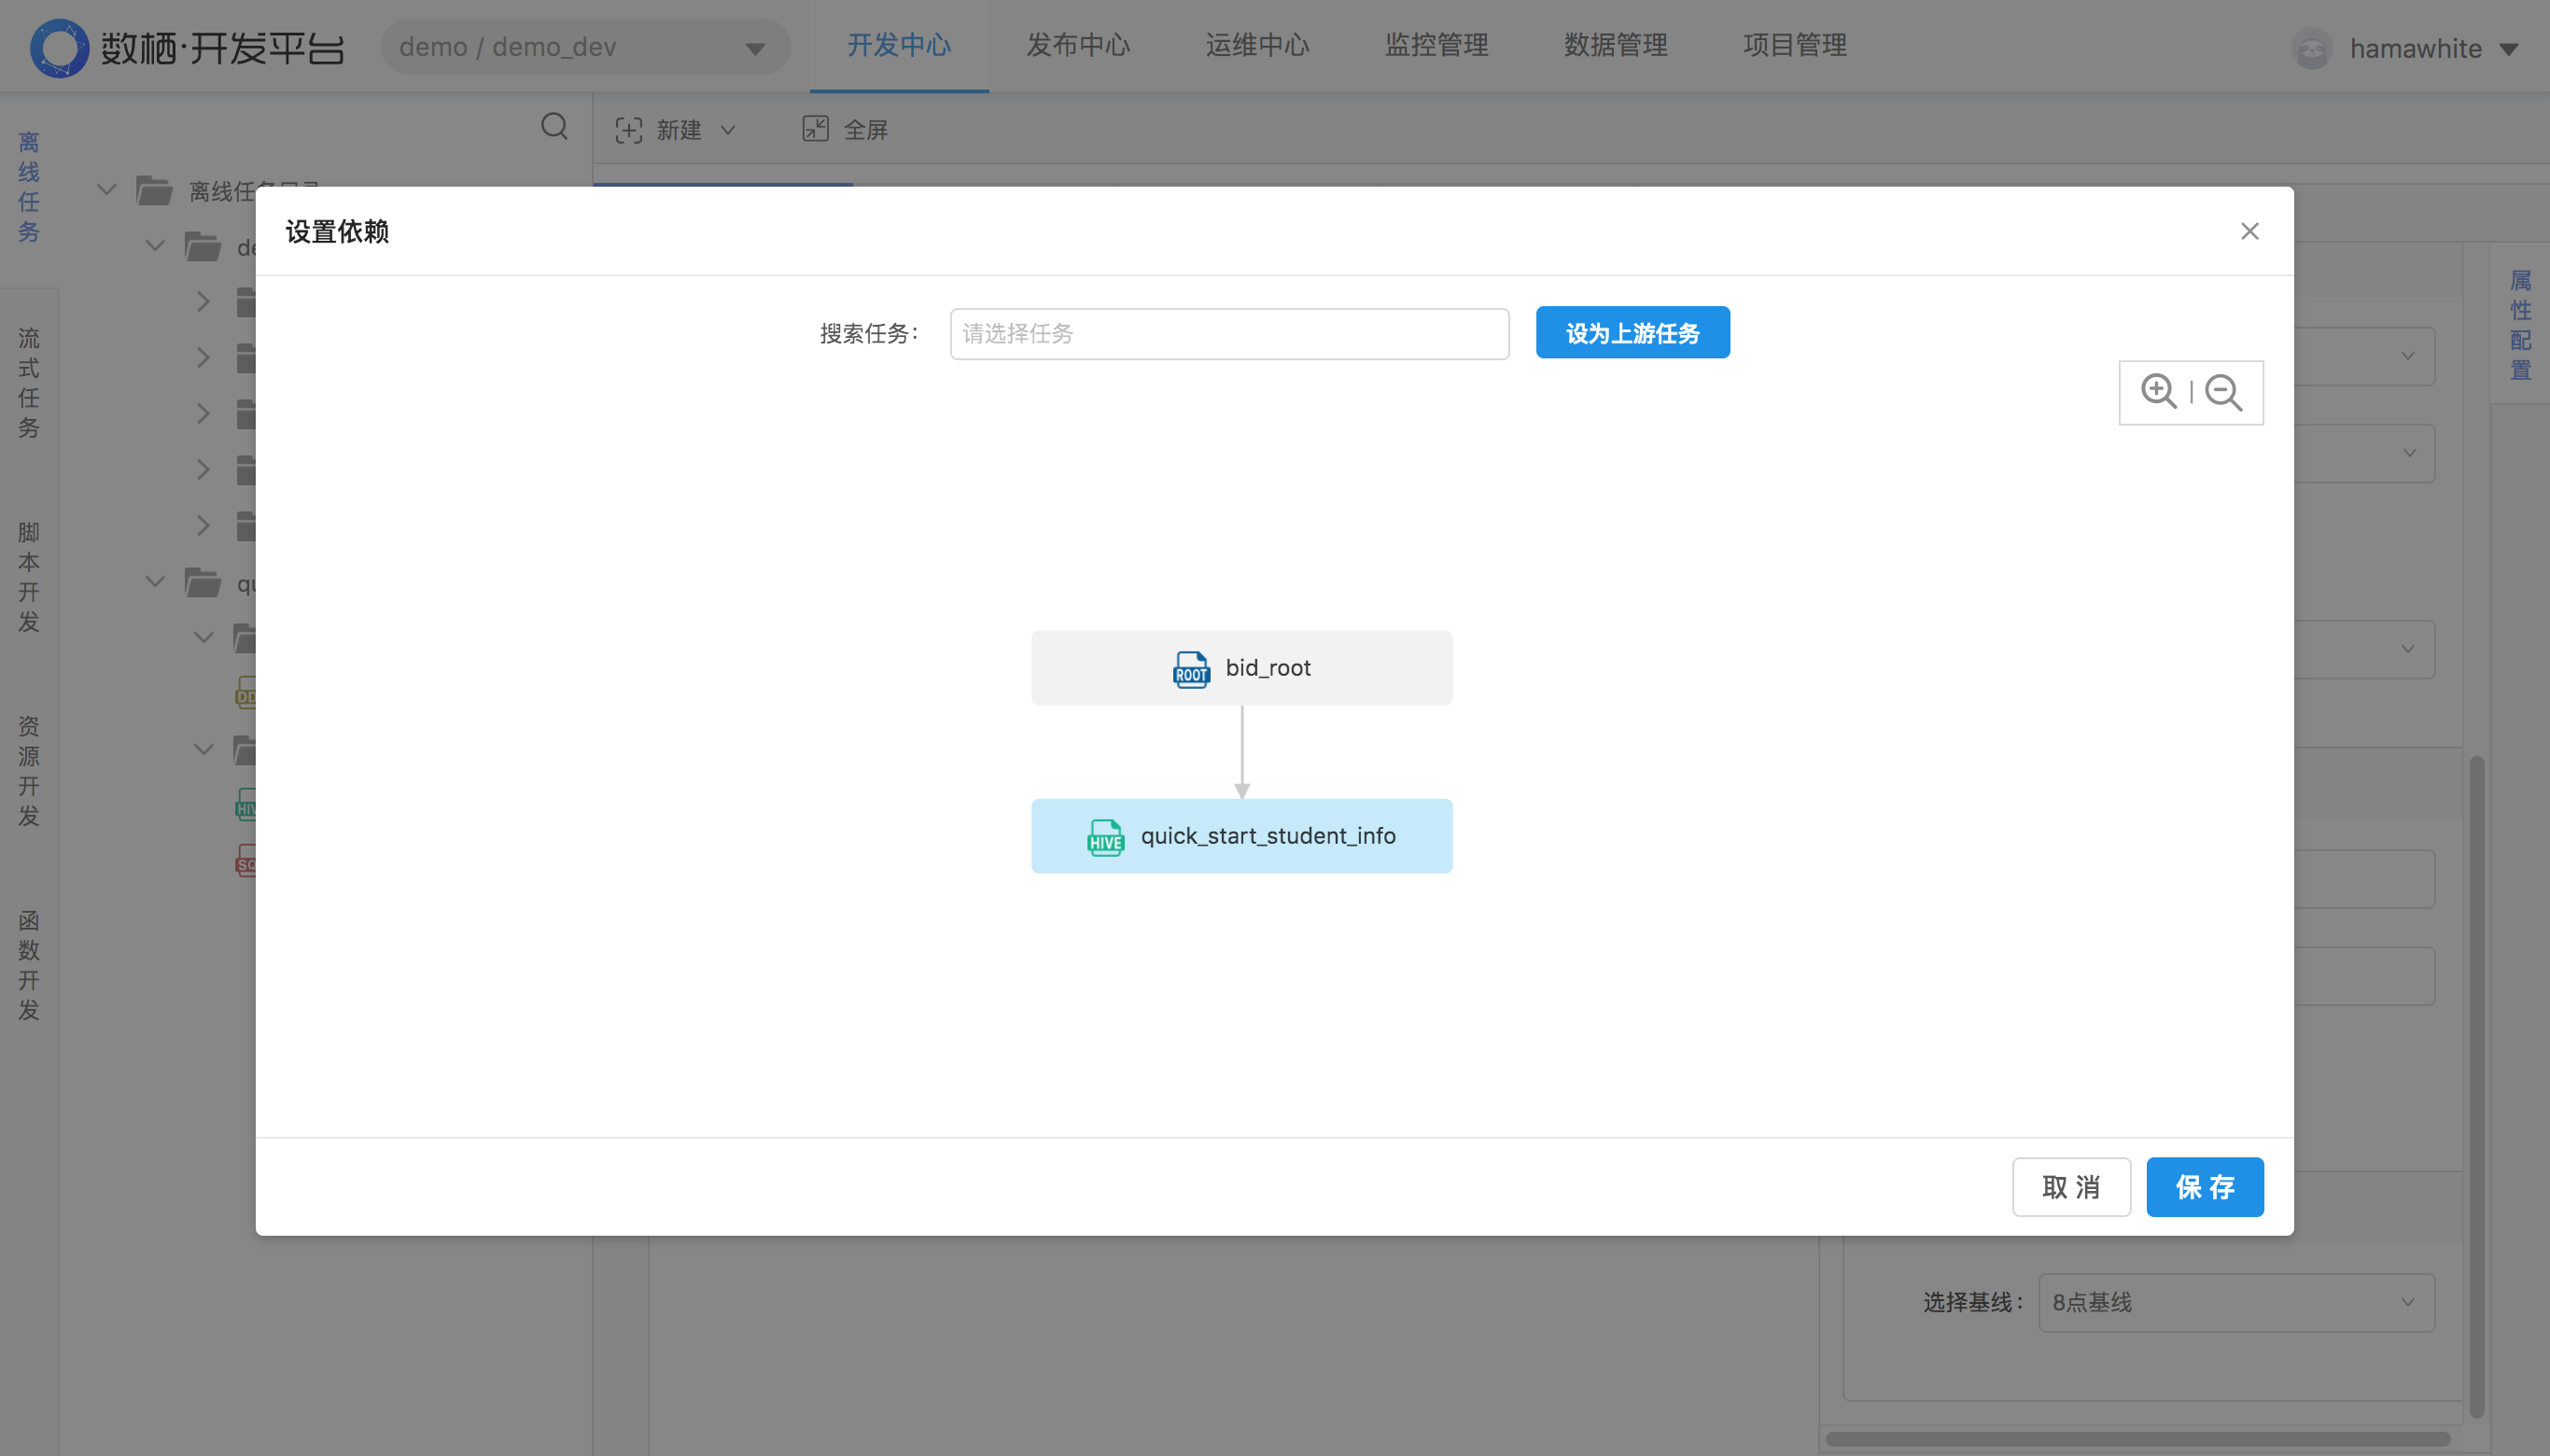 数栖·开发平台
demo / demo_dev
开发中心
发布中心
运维中心
监控管理
数据管理
项目管理
hamawhite
离线任务
流式任务
脚本开发
资源开发
函数开发
新建
全屏
设置依赖
搜索任务：
请选择任务
设为上游任务
属性配置
ROOT
bid_root
HIVE
quick_start_student_info
取 消
保 存
选择基线：
8点基线